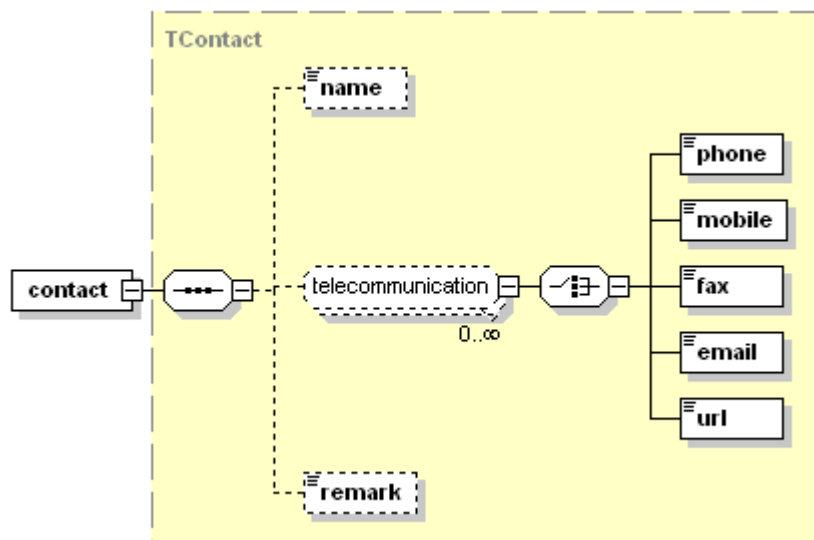 TContact
name
phone
mobile
contact
telecommunication
0..∞
fax
email
url
remark